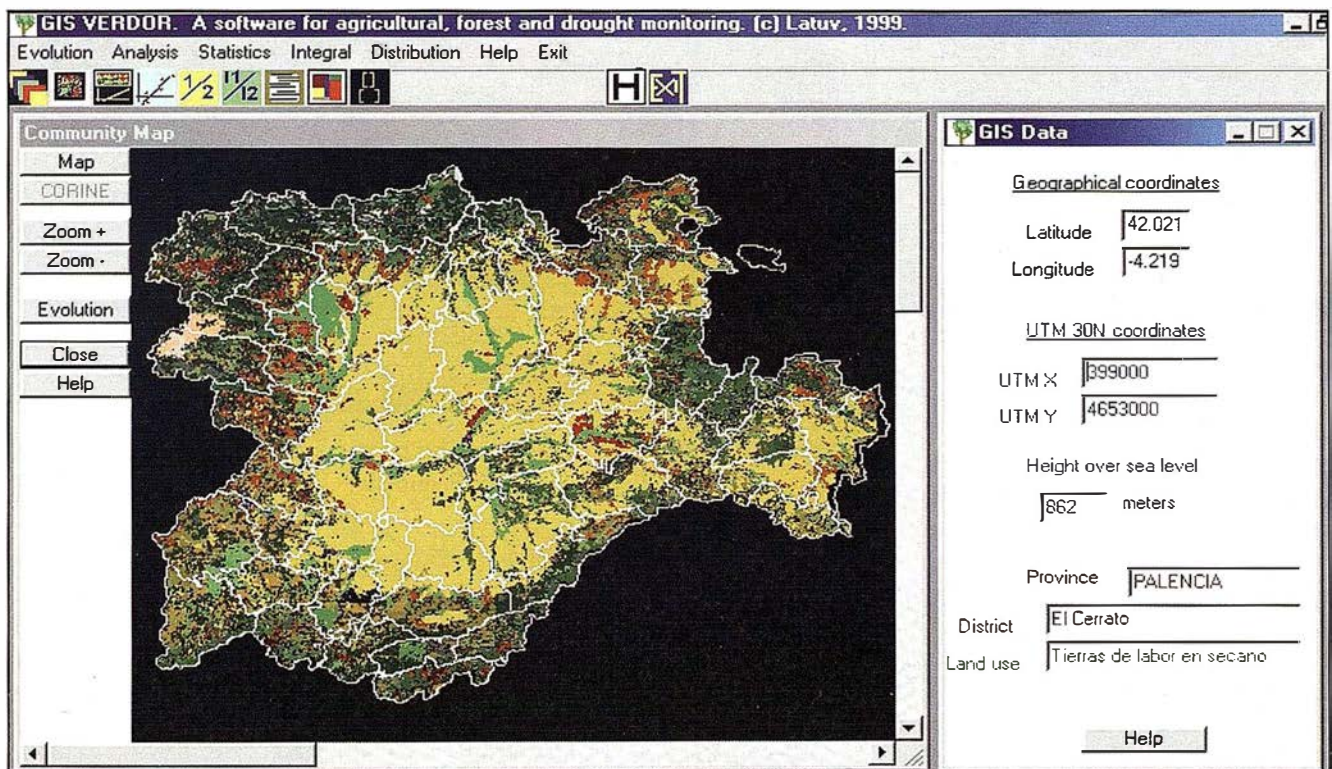 GIS VERDOR. A software for agricultural, forest and drought monitoring. (c) Latuv, 1999.
Evolution Analysis Statistics Integral Distribution Help Exit
1/2 11/12 H
Community Map
Map
CORINE
Zoom +
Zoom -
Evolution
Close
Help
GIS Data
Geographical coordinates
Latitude 42.021
Longitude -4.219
UTM 30N coordinates
UTM X 399000
UTM Y 4653000
Height over sea level
862 meters
Province PALENCIA
District El Cerrato
Land use Tierras de labor en secano
Help